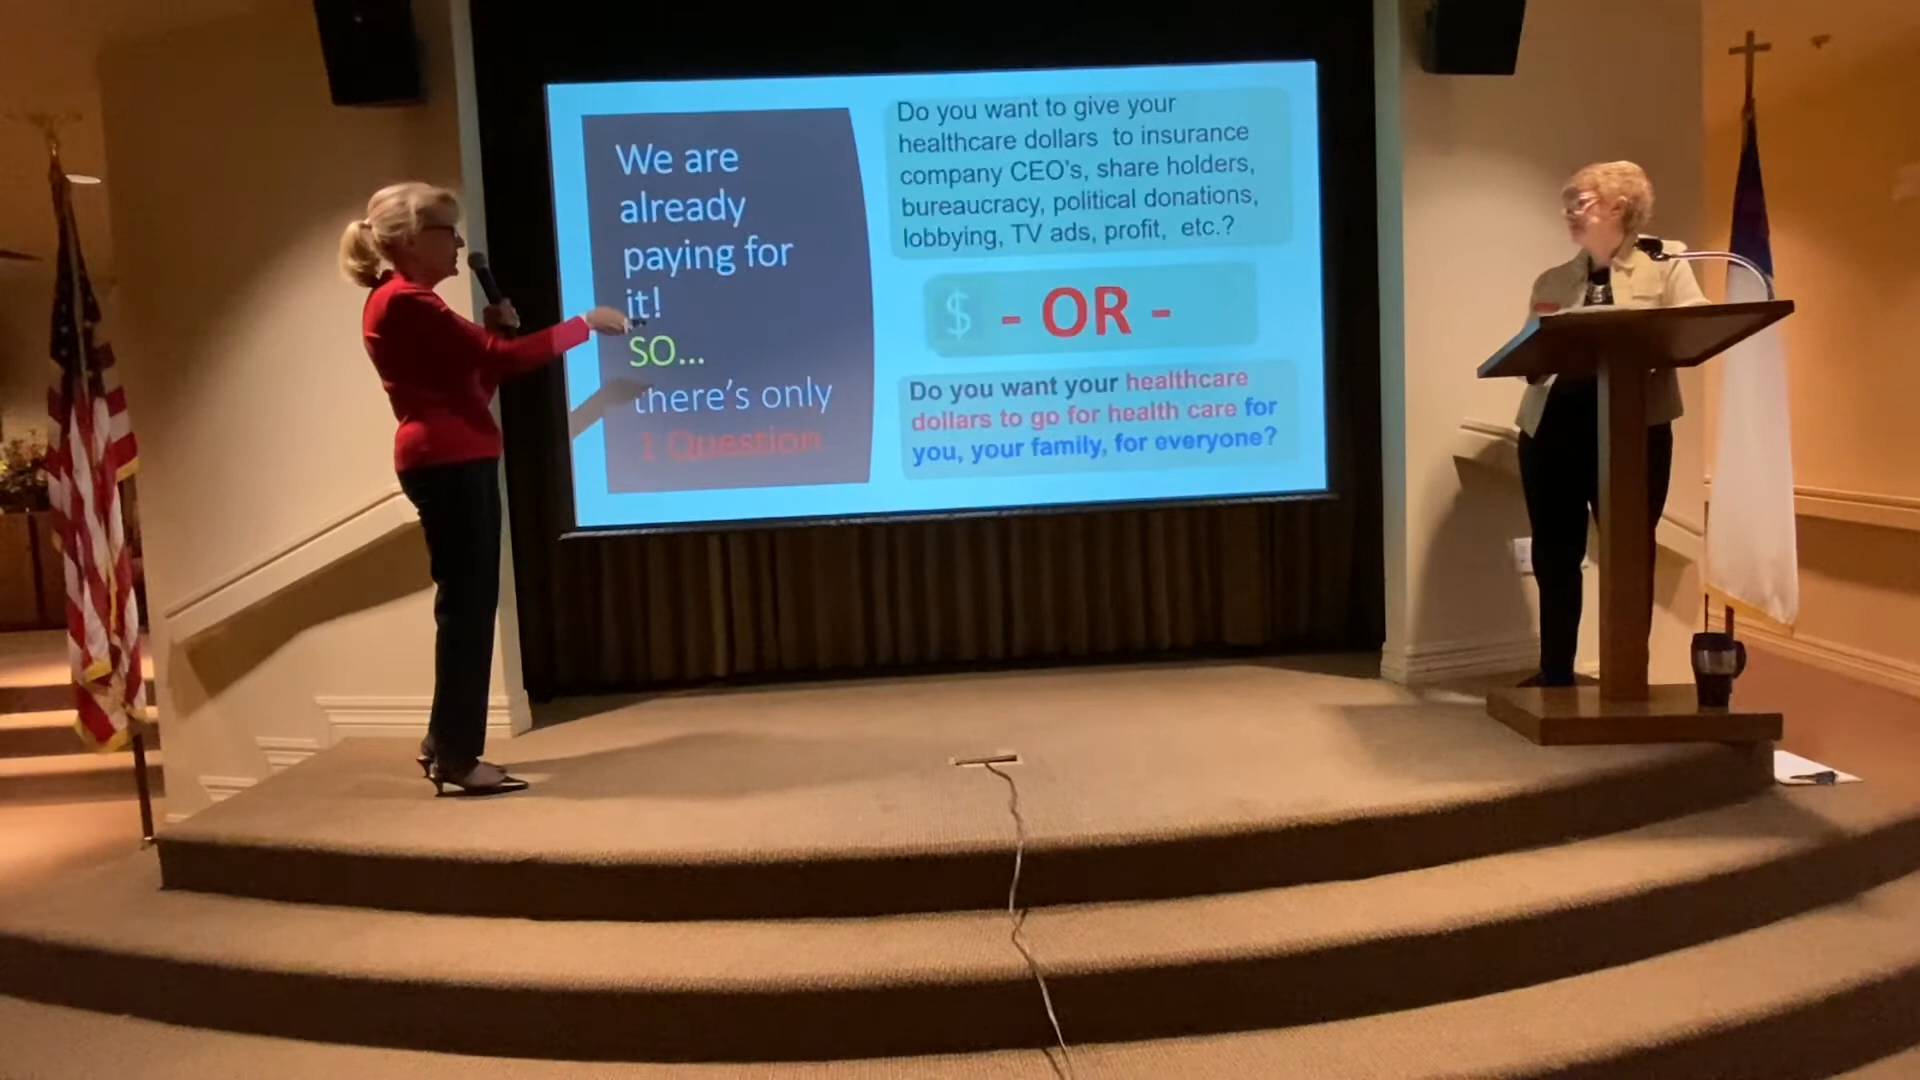 We are
already
paying for
it!
SO...
there's only
1 Question
Do you want to give your
healthcare dollars to insurance
company CEO's, share holders,
bureaucracy, political donations,
lobbying, TV ads, profit, etc.?
$ - OR -
Do you want your healthcare
dollars to go for health care for
you, your family, for everyone?